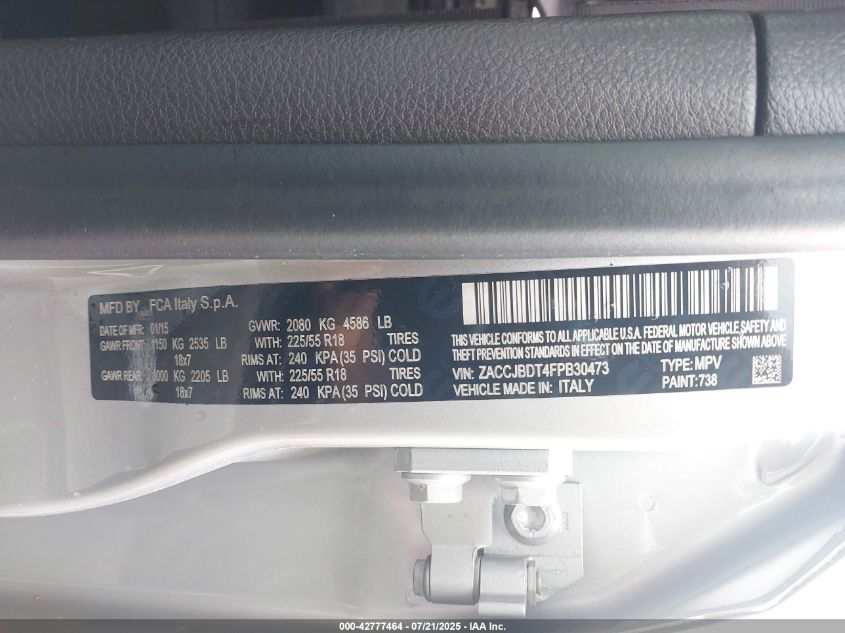 MFD BY FCA Italy S.p.A.
DATE OF MFR: 01/15 GVWR: 2080 KG 4586 LB
GAWR FRONT: 1150 KG 2535 LB WITH: 225/55 R18 TIRES
18x7 RIMS AT: 240 KPA(35 PSI) COLD
GAWR REAR: 1000 KG 2205 LB WITH: 225/55 R18 TIRES
18x7 RIMS AT: 240 KPA(35 PSI) COLD
THIS VEHICLE CONFORMS TO ALL APPLICABLE U.S.A. FEDERAL MOTOR VEHICLE SAFETY AND
THEFT PREVENTION STANDARDS IN EFFECT ON THE DATE OF MANUFACTURE SHOWN ABOVE
VIN: ZACCJBDT4FPB30473 TYPE: MPV
VEHICLE MADE IN: ITALY PAINT:738
000-42777464 - 07/21/2025 - IAA Inc.